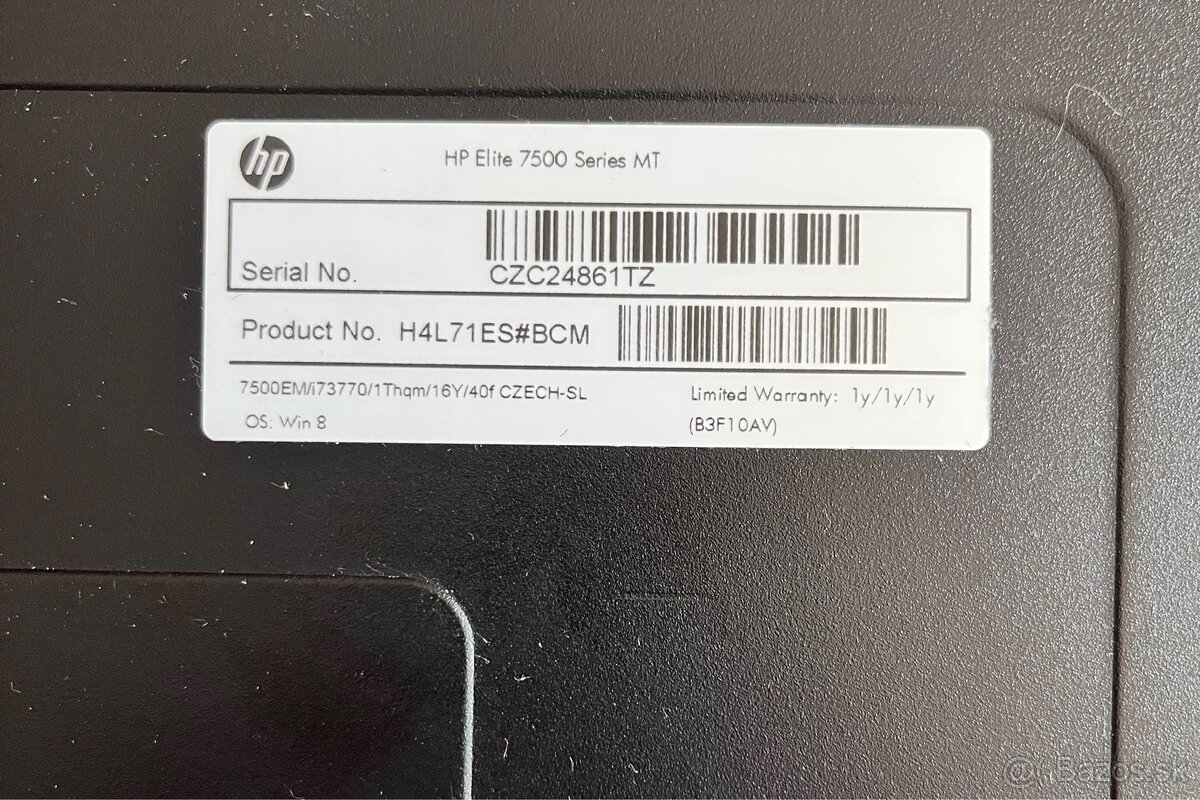 hp
HP Elite 7500 Series MT
Serial No. CZC24861TZ
Product No. H4L71ES#BCM
7500EM/i73770/1Thqm/16Y/40f CZECH-SL
Limited Warranty: 1y/1y/1y
OS: Win 8
(B3F10AV)
Bazos.sk